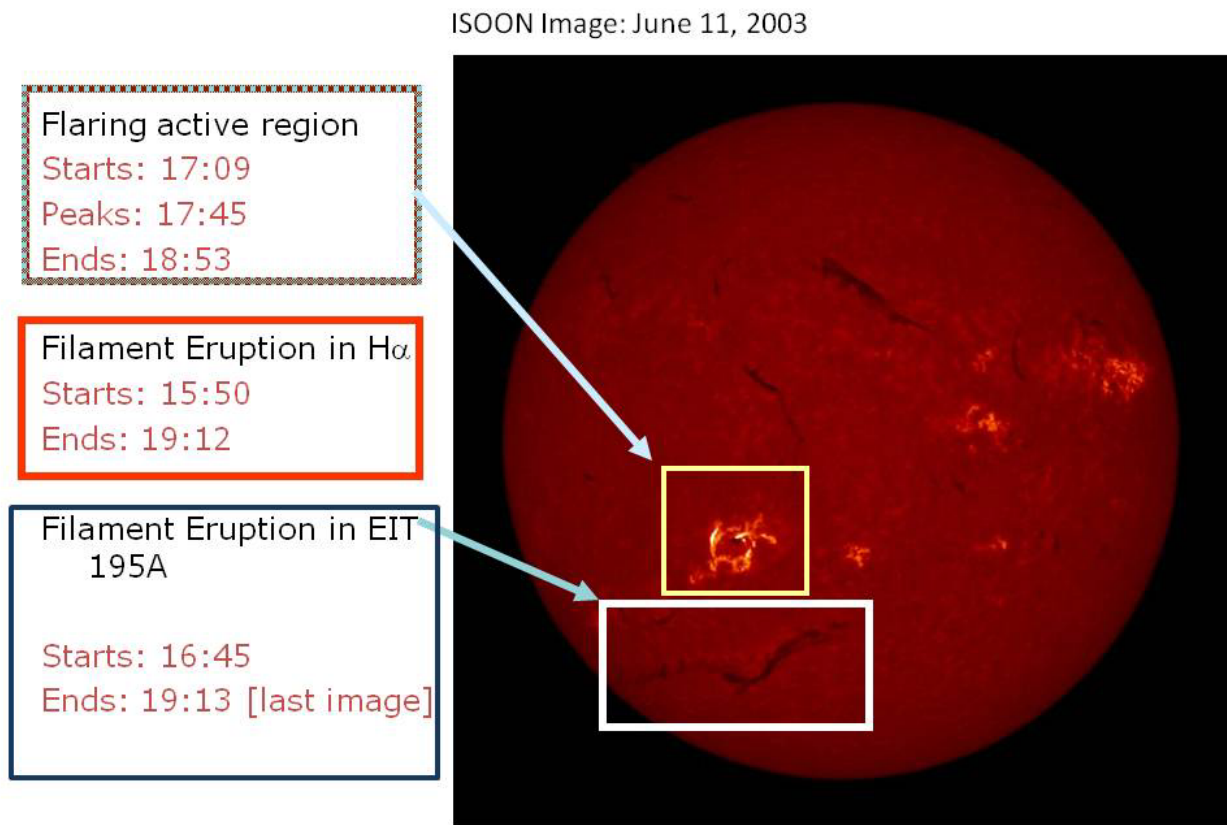 ISOON Image: June 11, 2003
Flaring active region
Starts: 17:09
Peaks: 17:45
Ends: 18:53
Filament Eruption in Hα
Starts: 15:50
Ends: 19:12
Filament Eruption in EIT
195A
Starts: 16:45
Ends: 19:13 [last image]